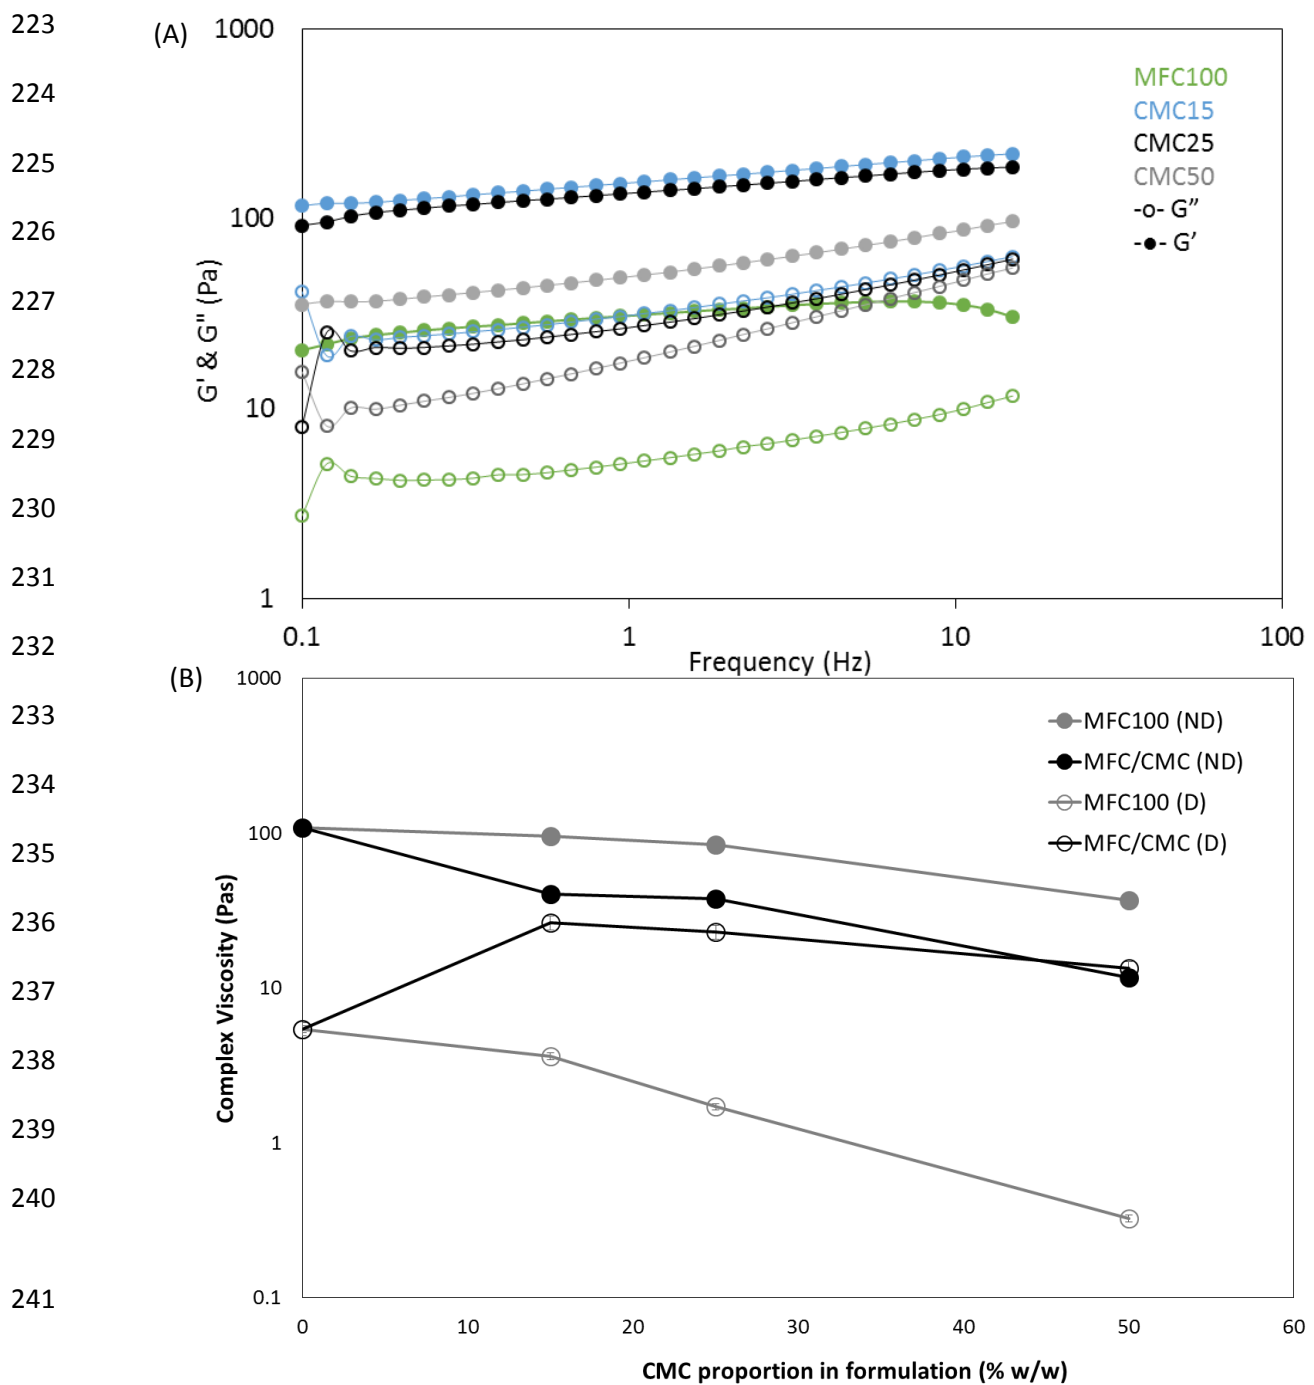 223
(A)
1000
MFC100
224
CMC15
CMC25
225
CMC50
100
-o- G”
226
-●- G’
G' & G" (Pa)
227
228
10
229
230
231
1
0.1
1
10
100
232
Frequency (Hz)
(B)
1000
233
MFC100 (ND)
MFC/CMC (ND)
234
MFC100 (D)
100
MFC/CMC (D)
235
Complex Viscosity (Pas)
236
10
237
238
239
1
240
241
0.1
0
10
20
30
40
50
60
CMC proportion in formulation (% w/w)